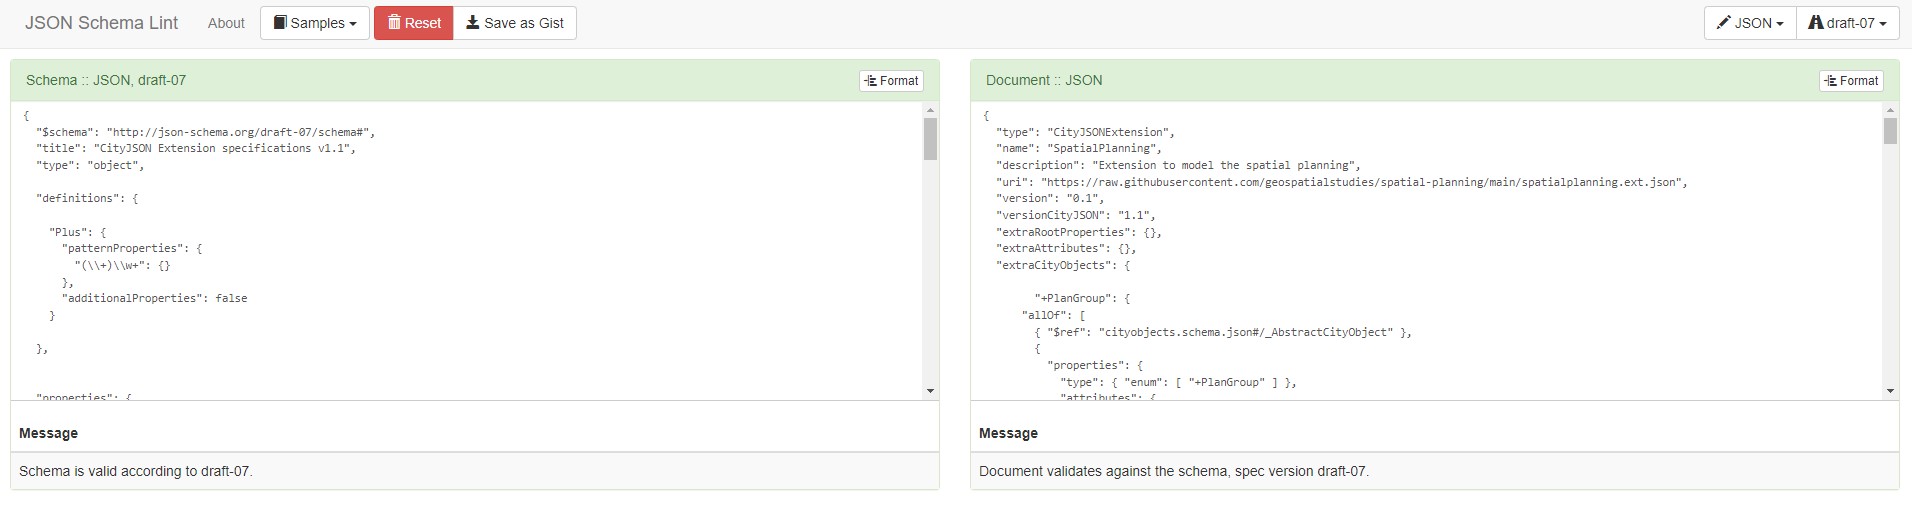 JSON Schema Lint About Samples Reset Save as Gist JSON draft-07
Schema :: JSON, draft-07 Format
{
"$schema": "http://json-schema.org/draft-07/schema#",
"title": "CityJSON Extension specifications v1.1",
"type": "object",
"definitions": {
"Plus": {
"patternProperties": {
"(\\+)\\w+": {}
},
"additionalProperties": false
}
},
"properties": {
Message
Schema is valid according to draft-07.
Document :: JSON Format
{
"type": "CityJSONExtension",
"name": "SpatialPlanning",
"description": "Extension to model the spatial planning",
"uri": "https://raw.githubusercontent.com/geospatialstudies/spatial-planning/main/spatialplanning.ext.json",
"version": "0.1",
"versionCityJSON": "1.1",
"extraRootProperties": {},
"extraAttributes": {},
"extraCityObjects": {
"+PlanGroup": {
"allOf": [
{ "$ref": "cityobjects.schema.json#/_AbstractCityObject" },
{
"properties": {
"type": { "enum": [ "+PlanGroup" ] },
"attributes": {
Message
Document validates against the schema, spec version draft-07.